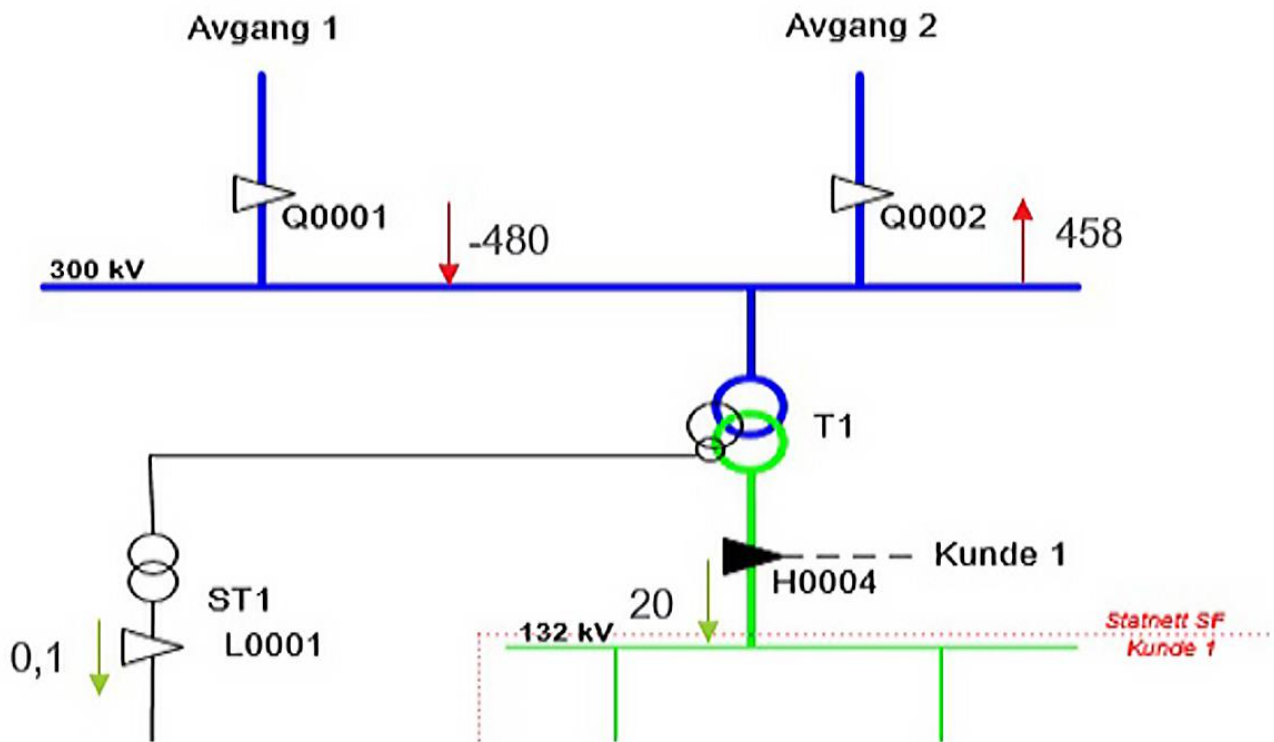 Avgang 1
Avgang 2
Q0001
Q0002
-480
458
300 kV
T1
Kunde 1
H0004
20
ST1
132 kV
Statnett SF
Kunde 1
L0001
0,1